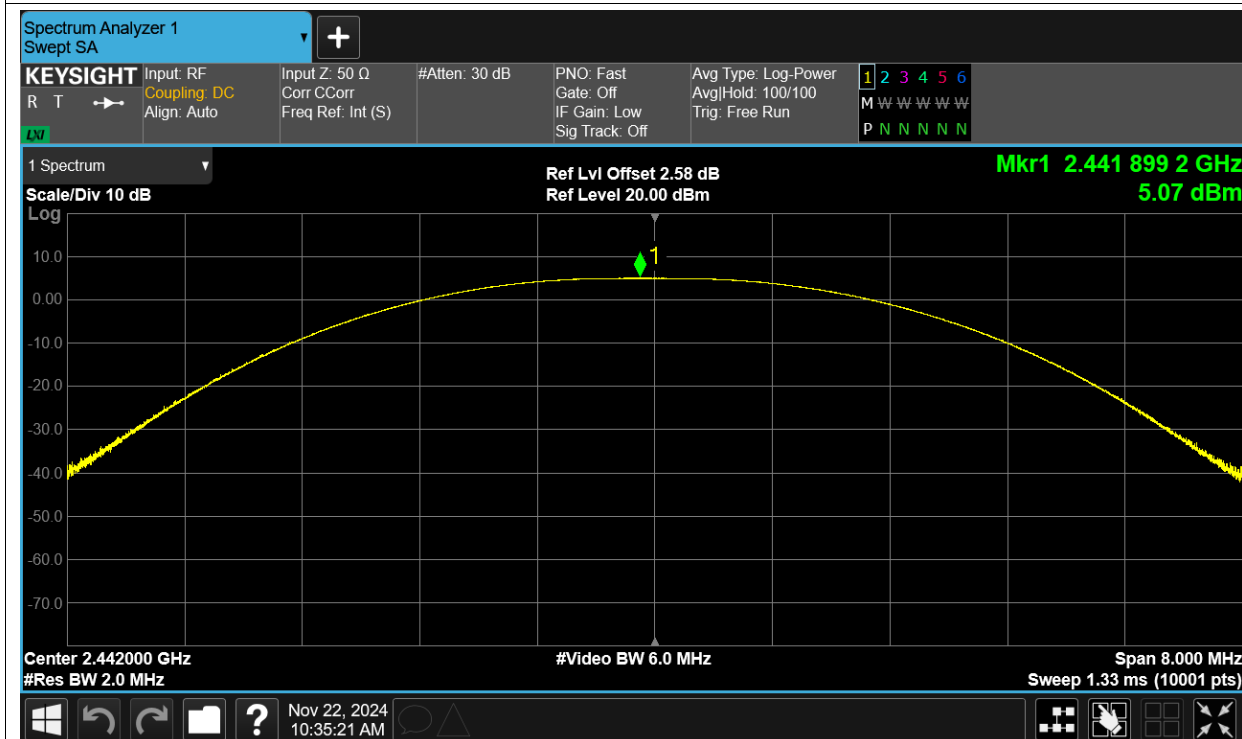 Spectrum Analyzer 1
Swept SA
KEYSIGHT
R T
LXI
Input: RF
Coupling: DC
Align: Auto
Input Z: 50 Ω
Corr CCorr
Freq Ref: Int (S)
#Atten: 30 dB
PNO: Fast
Gate: Off
IF Gain: Low
Sig Track: Off
Avg Type: Log-Power
Avg|Hold: 100/100
Trig: Free Run
1 2 3 4 5 6
M W W W W W
P N N N N N
1 Spectrum
Scale/Div 10 dB
Log
Ref Lvl Offset 2.58 dB
Ref Level 20.00 dBm
Mkr1 2.441 899 2 GHz
5.07 dBm
1
10.0
0.00
-10.0
-20.0
-30.0
-40.0
-50.0
-60.0
-70.0
Center 2.442000 GHz
#Res BW 2.0 MHz
#Video BW 6.0 MHz
Span 8.000 MHz
Sweep 1.33 ms (10001 pts)
?
Nov 22, 2024
10:35:21 AM